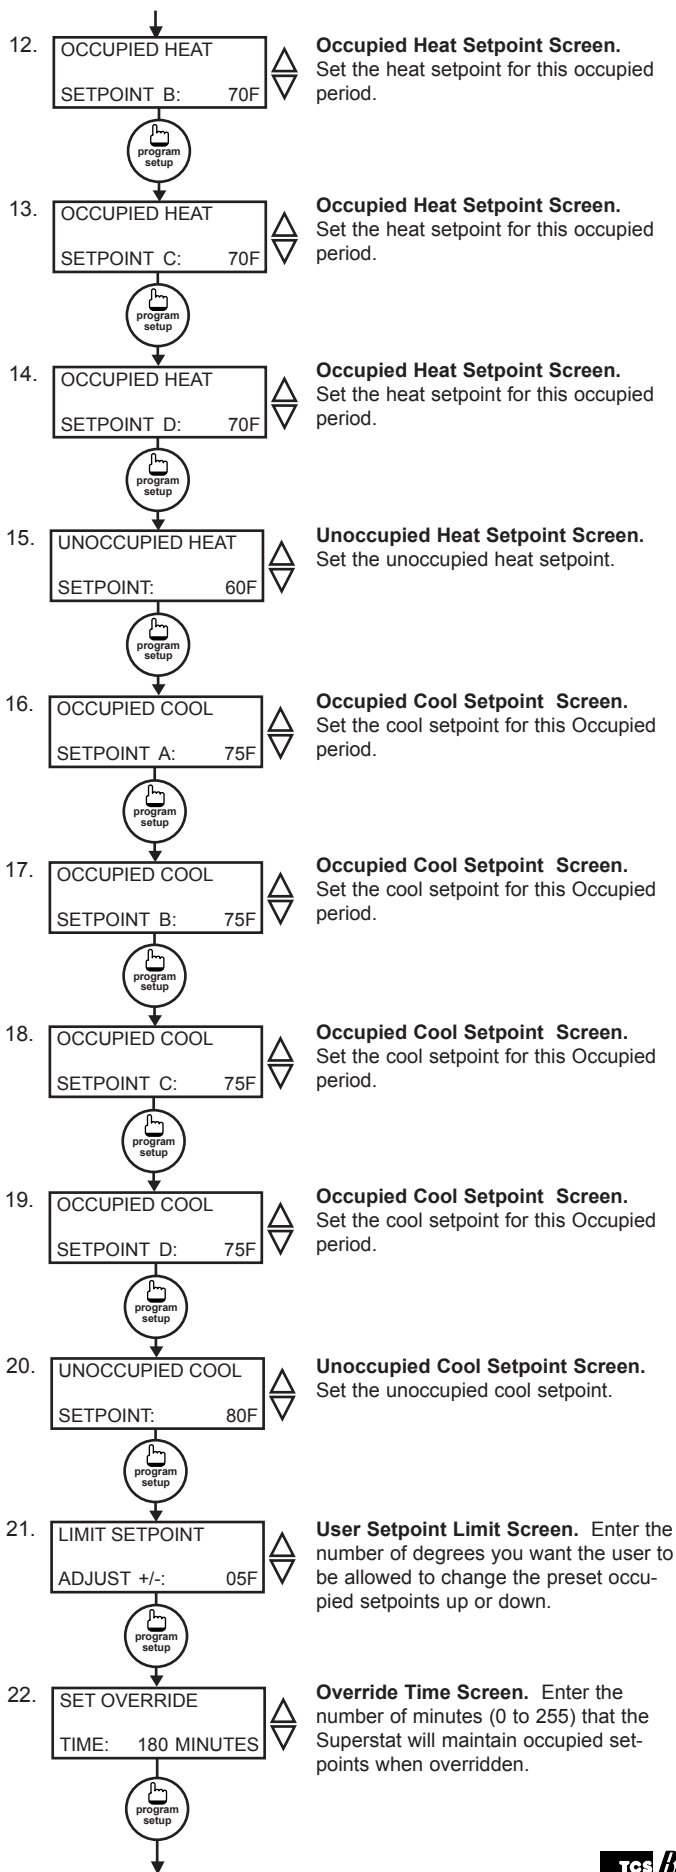 12.
OCCUPIED HEAT
SETPOINT B: 70F
Occupied Heat Setpoint Screen.
Set the heat setpoint for this occupied
period.
program
setup
13.
OCCUPIED HEAT
SETPOINT C: 70F
Occupied Heat Setpoint Screen.
Set the heat setpoint for this occupied
period.
program
setup
14.
OCCUPIED HEAT
SETPOINT D: 70F
Occupied Heat Setpoint Screen.
Set the heat setpoint for this occupied
period.
program
setup
15.
UNOCCUPIED HEAT
SETPOINT: 60F
Unoccupied Heat Setpoint Screen.
Set the unoccupied heat setpoint.
program
setup
16.
OCCUPIED COOL
SETPOINT A: 75F
Occupied Cool Setpoint Screen.
Set the cool setpoint for this Occupied
period.
program
setup
17.
OCCUPIED COOL
SETPOINT B: 75F
Occupied Cool Setpoint Screen.
Set the cool setpoint for this Occupied
period.
program
setup
18.
OCCUPIED COOL
SETPOINT C: 75F
Occupied Cool Setpoint Screen.
Set the cool setpoint for this Occupied
period.
program
setup
19.
OCCUPIED COOL
SETPOINT D: 75F
Occupied Cool Setpoint Screen.
Set the cool setpoint for this Occupied
period.
program
setup
20.
UNOCCUPIED COOL
SETPOINT: 80F
Unoccupied Cool Setpoint Screen.
Set the unoccupied cool setpoint.
program
setup
21.
LIMIT SETPOINT
ADJUST +/-: 05F
User Setpoint Limit Screen. Enter the
number of degrees you want the user to
be allowed to change the preset occu-
pied setpoints up or down.
program
setup
22.
SET OVERRIDE
TIME: 180 MINUTES
Override Time Screen. Enter the
number of minutes (0 to 255) that the
Superstat will maintain occupied set-
points when overridden.
program
setup
TCS